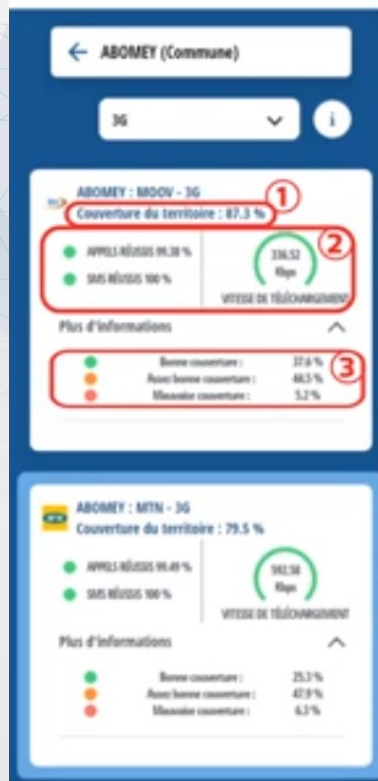 ← ABOMEY (Commune)
3G
i
ABOMEY : MOOV - 3G
①
Couverture du territoire : 87.3 %
②
APPELS RÉUSSIS 99.38 %
SMS RÉUSSIS 100 %
336.52
Kbps
VITESSE DE TÉLÉCHARGEMENT
Plus d'informations
③
Bonne couverture : 37.6 %
Assez bonne couverture : 44.5 %
Mauvaise couverture : 5.2 %
ABOMEY : MTN - 3G
Couverture du territoire : 79.5 %
APPELS RÉUSSIS 99.49 %
SMS RÉUSSIS 100 %
592.58
Kbps
VITESSE DE TÉLÉCHARGEMENT
Plus d'informations
Bonne couverture : 25.3 %
Assez bonne couverture : 47.9 %
Mauvaise couverture : 6.3 %